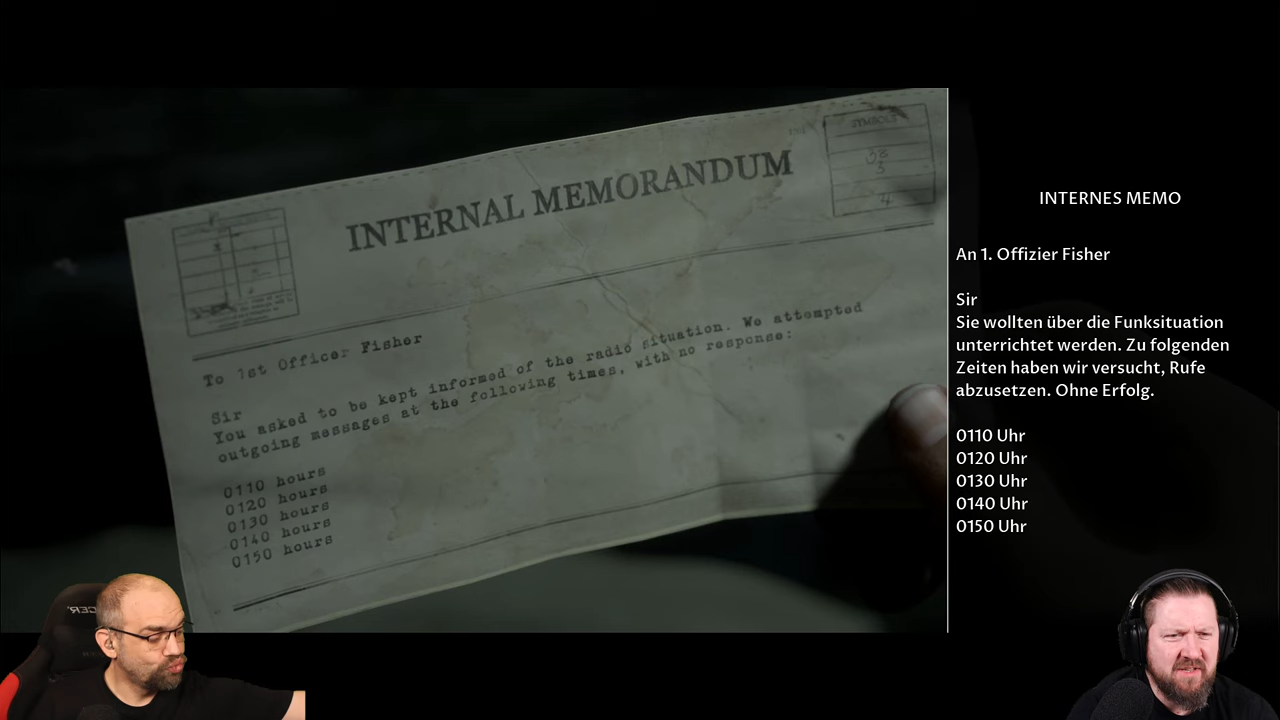 INTERNAL MEMORANDUM
SYMBOLS
To 1st Officer Fisher
Sir
You asked to be kept informed of the radio situation. We attempted
outgoing messages at the following times, with no response:
0110 hours
0120 hours
0130 hours
0140 hours
0150 hours
INTERNES MEMO
An 1. Offizier Fisher
Sir
Sie wollten über die Funksituation
unterrichtet werden. Zu folgenden
Zeiten haben wir versucht, Rufe
abzusetzen. Ohne Erfolg.
0110 Uhr
0120 Uhr
0130 Uhr
0140 Uhr
0150 Uhr